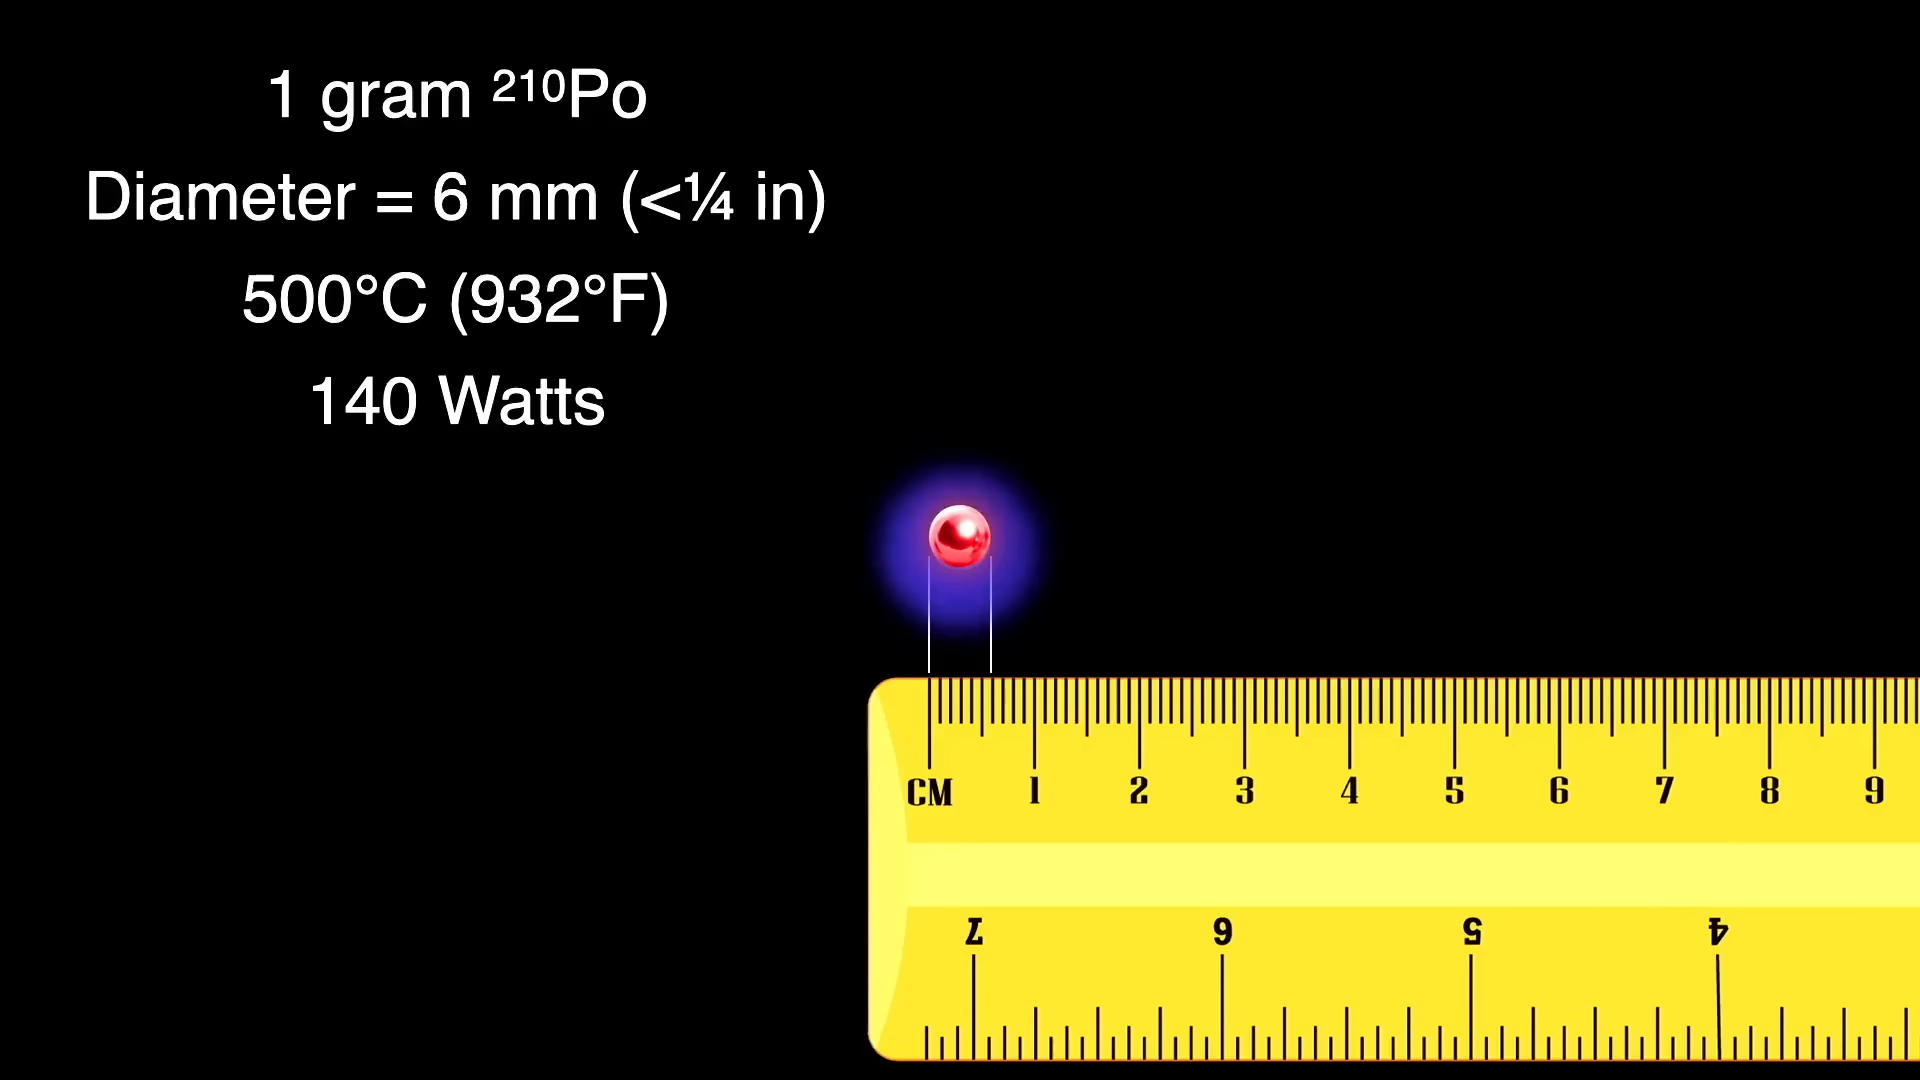 1 gram ²¹⁰Po
Diameter = 6 mm (<¼ in)
500°C (932°F)
140 Watts
CM 1 2 3 4 5 6 7 8 9
7 6 5 4